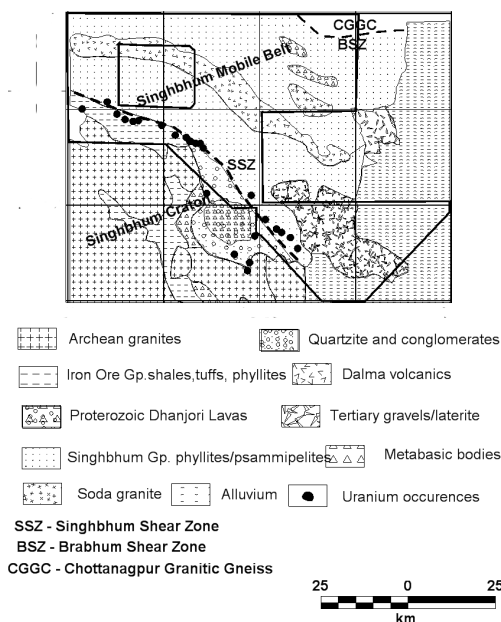 CGGC
BSZ
Singhbhum Mobile Belt
SSZ
Singhbhum Craton
Archean granites
Quartzite and conglomerates
Iron Ore Gp.shales,tuffs, phyllites
Dalma volcanics
Proterozoic Dhanjori Lavas
Tertiary gravels/laterite
Singhbhum Gp. phyllites/psammipelites
Metabasic bodies
Soda granite
Alluvium
Uranium occurences
SSZ - Singhbhum Shear Zone
BSZ - Brabhum Shear Zone
CGGC - Chottanagpur Granitic Gneiss
25 0 25
km